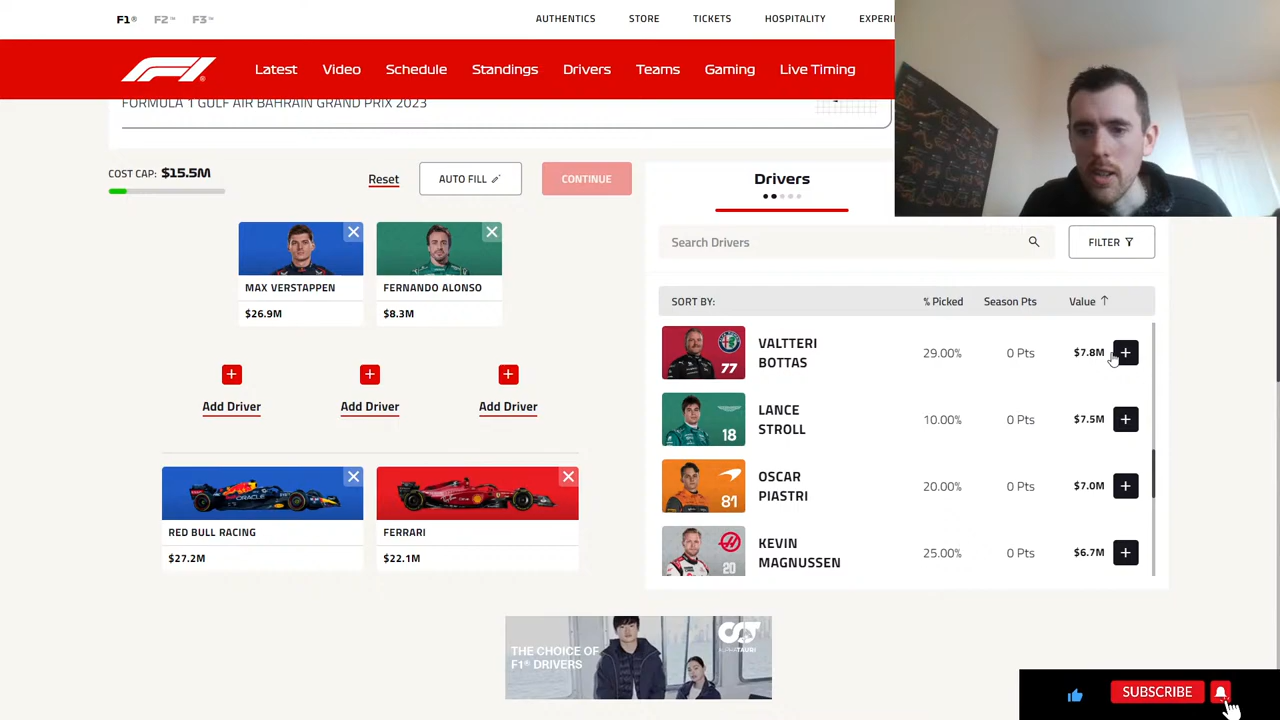 F1® F2™ F3™
AUTHENTICS STORE TICKETS HOSPITALITY EXPERI
Latest Video Schedule Standings Drivers Teams Gaming Live Timing
FORMULA 1 GULF AIR BAHRAIN GRAND PRIX 2023
COST CAP: $15.5M
Reset
AUTO FILL
CONTINUE
MAX VERSTAPPEN
$26.9M
FERNANDO ALONSO
$8.3M
Add Driver
Add Driver
Add Driver
ORACLE
RED BULL RACING
$27.2M
FERRARI
$22.1M
Drivers
Search Drivers
FILTER
SORT BY: % Picked Season Pts Value
77
VALTTERI
BOTTAS
29.00% 0 Pts $7.8M
18
LANCE
STROLL
10.00% 0 Pts $7.5M
81
OSCAR
PIASTRI
20.00% 0 Pts $7.0M
20
KEVIN
MAGNUSSEN
25.00% 0 Pts $6.7M
THE CHOICE OF
F1® DRIVERS
ALPHATAURI
SUBSCRIBE